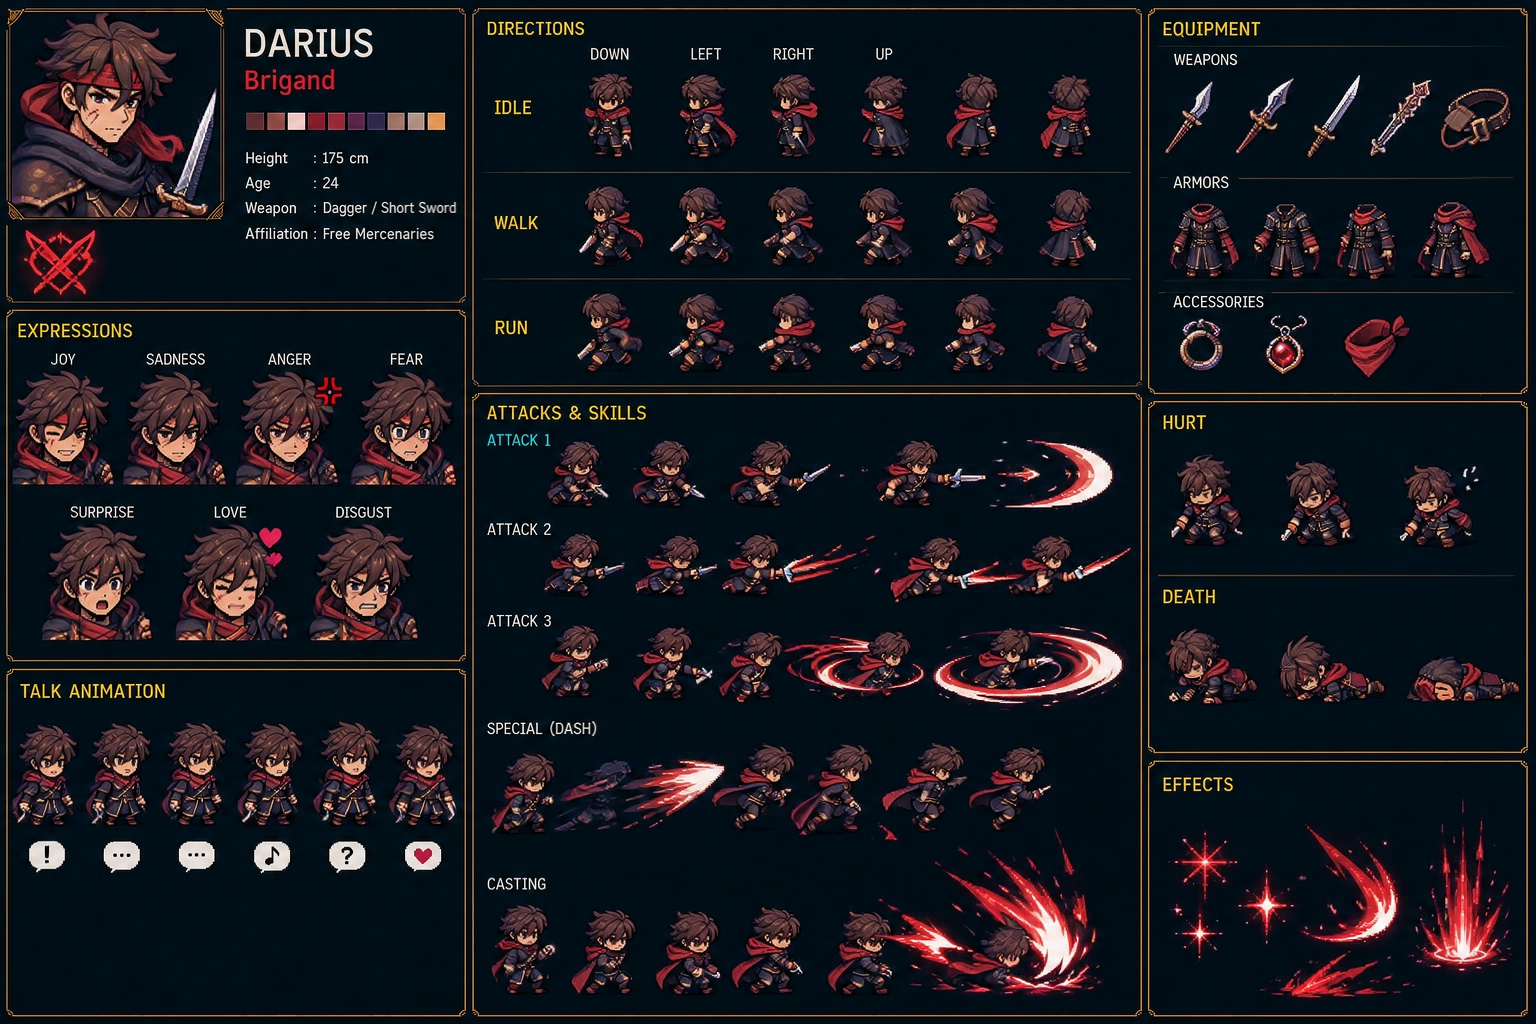 DARIUS
Brigand
Height : 175 cm
Age : 24
Weapon : Dagger / Short Sword
Affiliation : Free Mercenaries
EXPRESSIONS
JOY SADNESS ANGER FEAR
SURPRISE LOVE DISGUST
TALK ANIMATION
! ... ... ♪ ?
DIRECTIONS
DOWN LEFT RIGHT UP
IDLE
WALK
RUN
ATTACKS & SKILLS
ATTACK 1
ATTACK 2
ATTACK 3
SPECIAL (DASH)
CASTING
EQUIPMENT
WEAPONS
ARMORS
ACCESSORIES
HURT
DEATH
EFFECTS